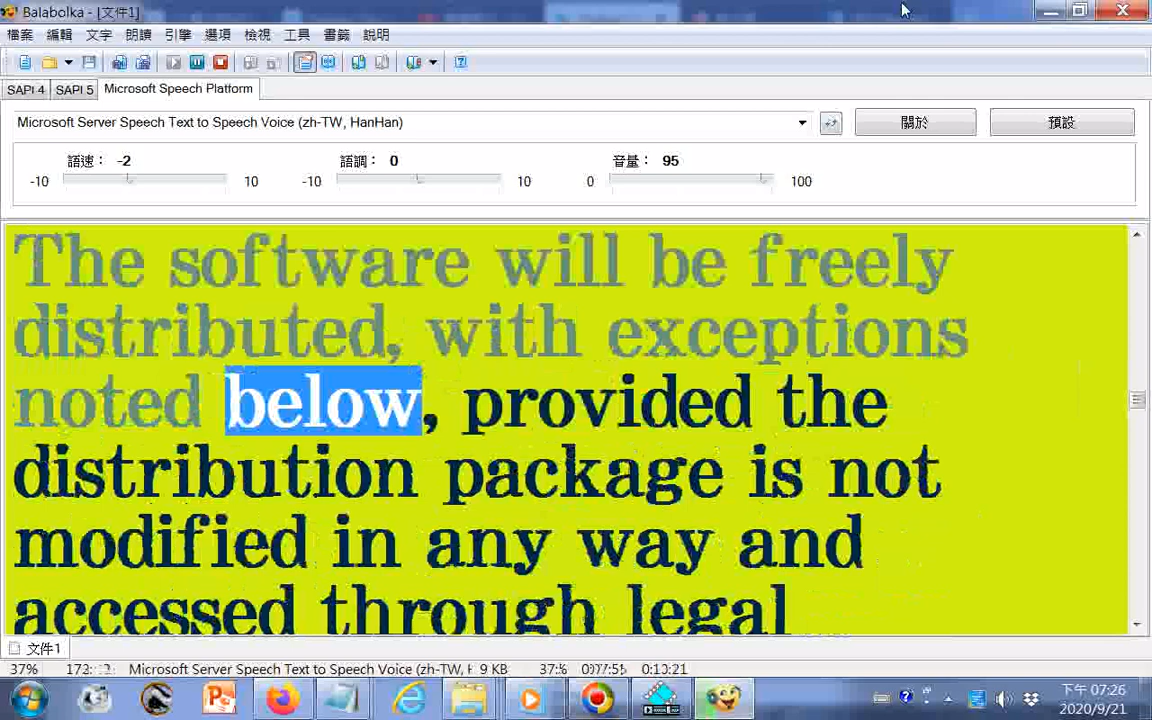 Balabolka - [文件1]
檔案 編輯 文字 朗讀 引擎 選項 檢視 工具 書籤 說明
SAPI 4 SAPI 5 Microsoft Speech Platform
Microsoft Server Speech Text to Speech Voice (zh-TW, HanHan) 關於 預設
語速： -2 語調： 0 音量： 95
-10 10 -10 10 0 100
The software will be freely
distributed, with exceptions
noted below, provided the
distribution package is not
modified in any way and
accessed through legal
文件1
37% Microsoft Server Speech Text to Speech Voice (zh-TW, 9 KB 37% 0:13:21
下午 07:26
2020/9/21